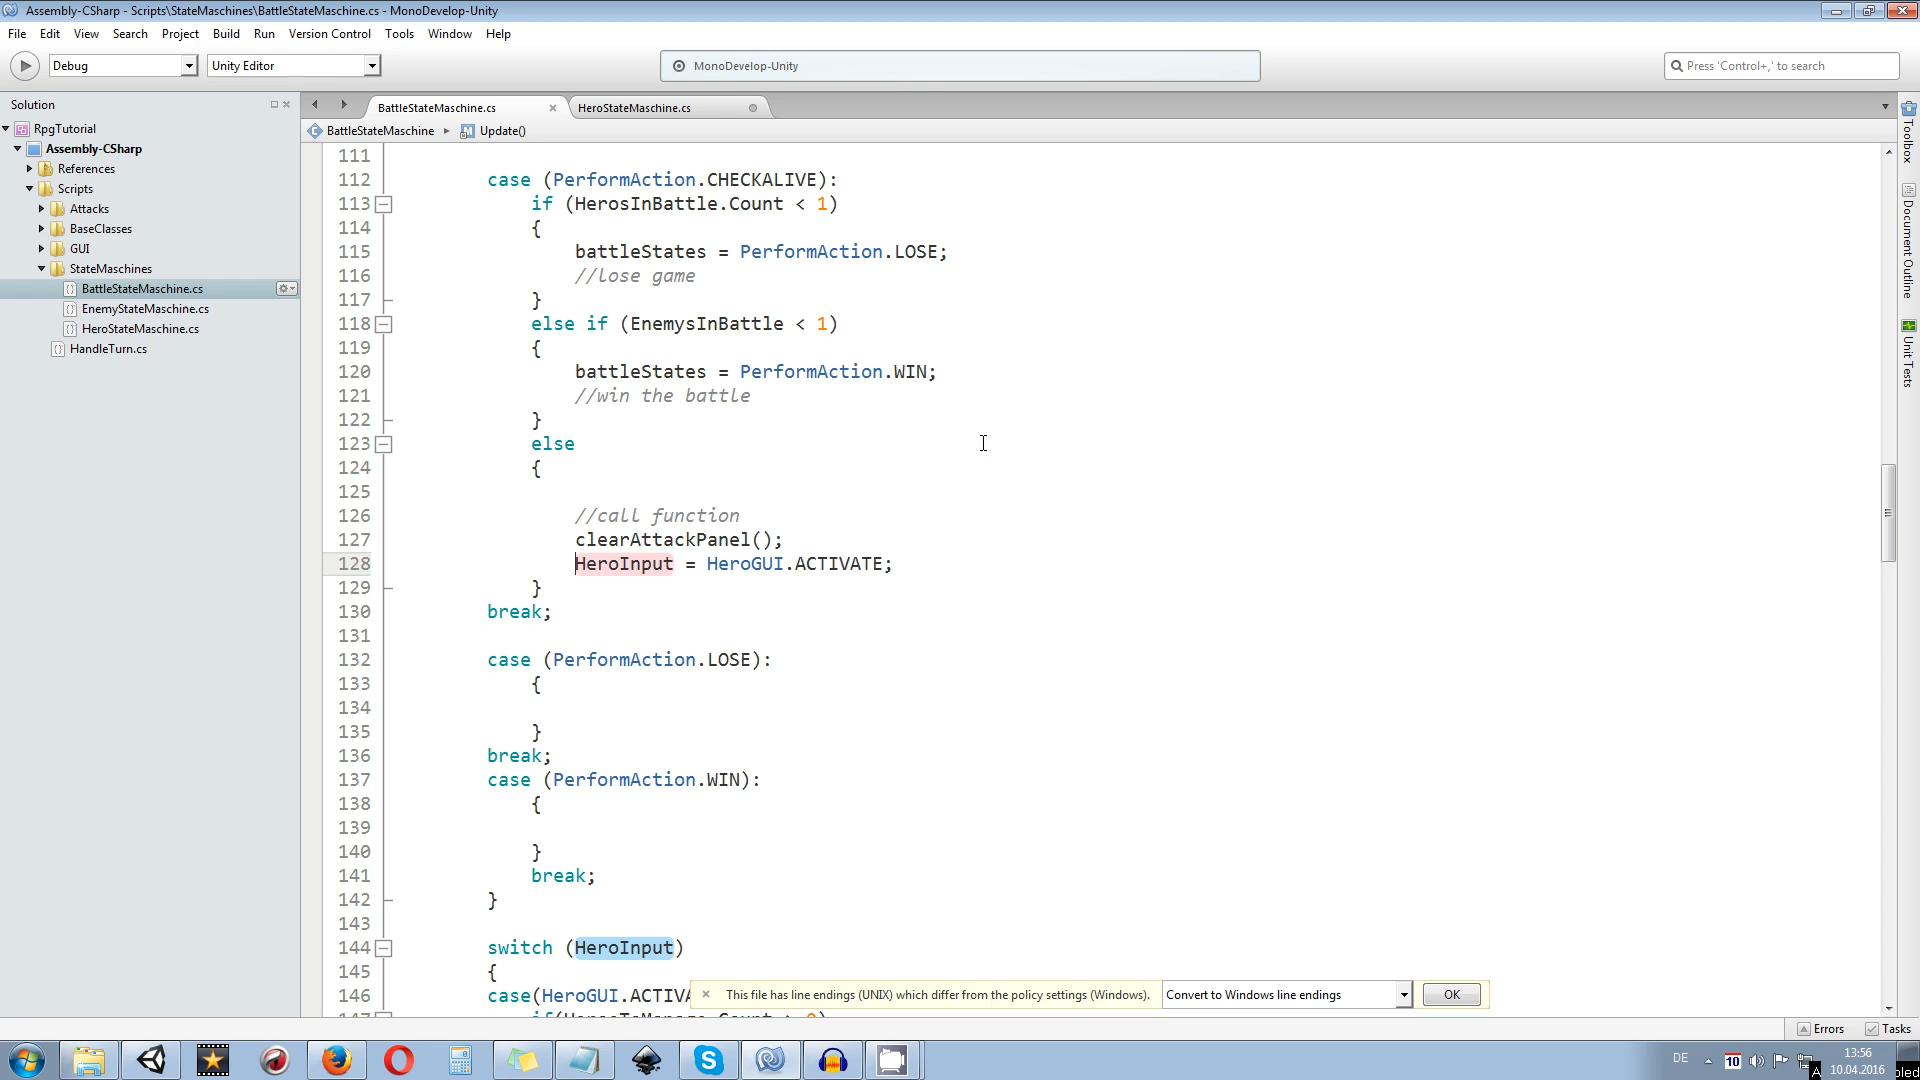 Assembly-CSharp - Scripts\StateMaschines\BattleStateMaschine.cs - MonoDevelop-Unity
File Edit View Search Project Build Run Version Control Tools Window Help
Debug
Unity Editor
MonoDevelop-Unity
Press 'Control+,' to search
Solution
RpgTutorial
Assembly-CSharp
References
Scripts
Attacks
BaseClasses
GUI
StateMaschines
BattleStateMaschine.cs
EnemyStateMaschine.cs
HeroStateMaschine.cs
HandleTurn.cs
BattleStateMaschine.cs
HeroStateMaschine.cs
BattleStateMaschine
Update()
111
112 case (PerformAction.CHECKALIVE):
113 if (HerosInBattle.Count < 1)
114 {
115 battleStates = PerformAction.LOSE;
116 //lose game
117 }
118 else if (EnemysInBattle < 1)
119 {
120 battleStates = PerformAction.WIN;
121 //win the battle
122 }
123 else
124 {
125
126 //call function
127 clearAttackPanel();
128 HeroInput = HeroGUI.ACTIVATE;
129 }
130 break;
131
132 case (PerformAction.LOSE):
133 {
134
135 }
136 break;
137 case (PerformAction.WIN):
138 {
139
140 }
141 break;
142 }
143
144 switch (HeroInput)
145 {
146 case(HeroGUI.ACTIVA
This file has line endings (UNIX) which differ from the policy settings (Windows).
Convert to Windows line endings
OK
Toolbox
Document Outline
Unit Tests
Errors
Tasks
DE
10
13:56
10.04.2016